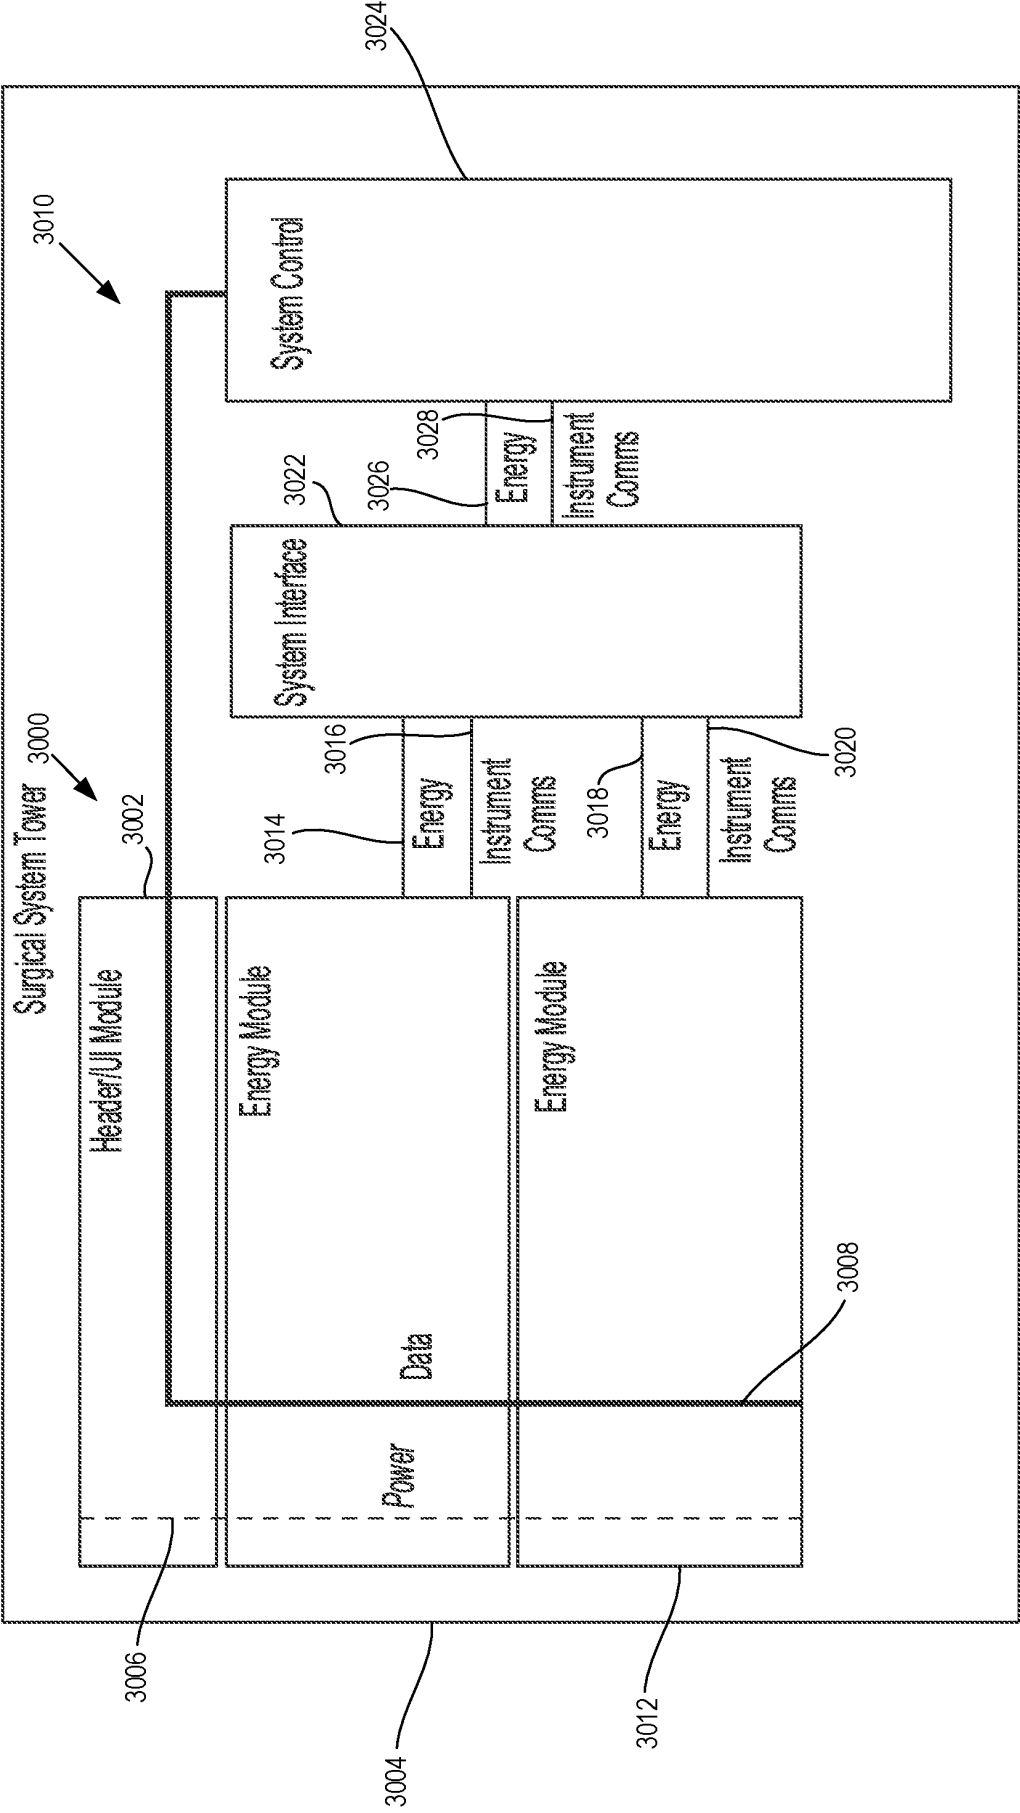 Surgical System Tower
3000
3010
3002
Header/UI Module
3006
Energy Module
Power
Data
3014
Energy
3016
Instrument
Comms
System Interface
3022
3026
3028
Energy
Instrument
Comms
System Control
3024
3004
Energy Module
3018
Energy
Instrument
Comms
3020
3012
3008